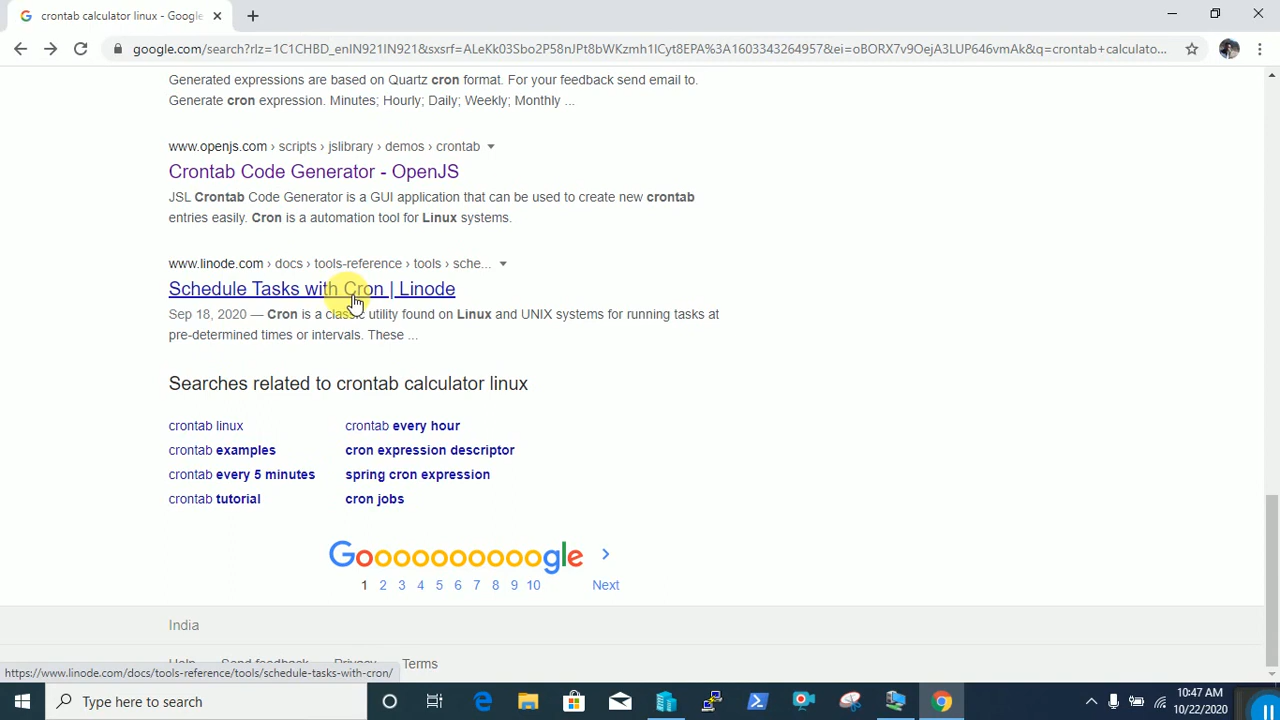 crontab calculator linux - Google
google.com/search?rlz=1C1CHBD_enIN921IN921&sxsrf=ALeKk03Sbo2P58nJPt8bWKzmh1ICyt8EPA%3A1603343264957&ei=oBORX7v9OejA3LUP646vmAk&q=crontab+calculato...
Generated expressions are based on Quartz cron format. For your feedback send email to.
Generate cron expression. Minutes; Hourly; Daily; Weekly; Monthly ...
www.openjs.com › scripts › jslibrary › demos › crontab
Crontab Code Generator - OpenJS
JSL Crontab Code Generator is a GUI application that can be used to create new crontab
entries easily. Cron is a automation tool for Linux systems.
www.linode.com › docs › tools-reference › tools › sche...
Schedule Tasks with Cron | Linode
Sep 18, 2020 — Cron is a classic utility found on Linux and UNIX systems for running tasks at
pre-determined times or intervals. These ...
Searches related to crontab calculator linux
crontab linux
crontab every hour
crontab examples
cron expression descriptor
crontab every 5 minutes
spring cron expression
crontab tutorial
cron jobs
Gooooooooogle
1 2 3 4 5 6 7 8 9 10 Next
India
Help Send feedback Privacy Terms
https://www.linode.com/docs/tools-reference/tools/schedule-tasks-with-cron/
Type here to search
10:47 AM
10/22/2020